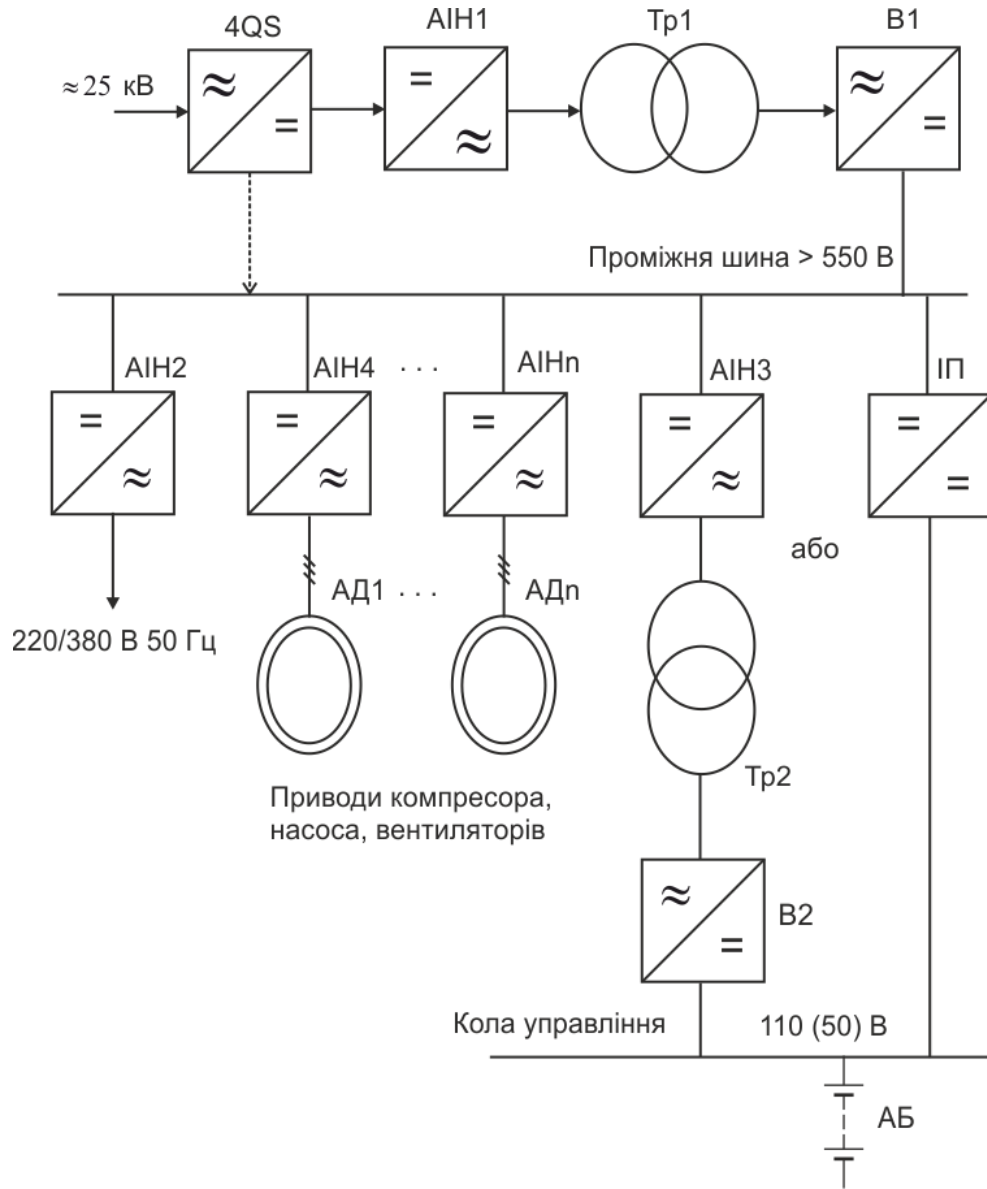 4QS
АІН1
Тр1
В1
≈ 25 кВ
Проміжня шина > 550 В
АІН2
АІН4
. . .
АІНn
АІН3
ІП
або
АД1 . . .
АДn
220/380 В 50 Гц
Тр2
Приводи компресора,
насоса, вентиляторів
В2
Кола управління
110 (50) В
АБ